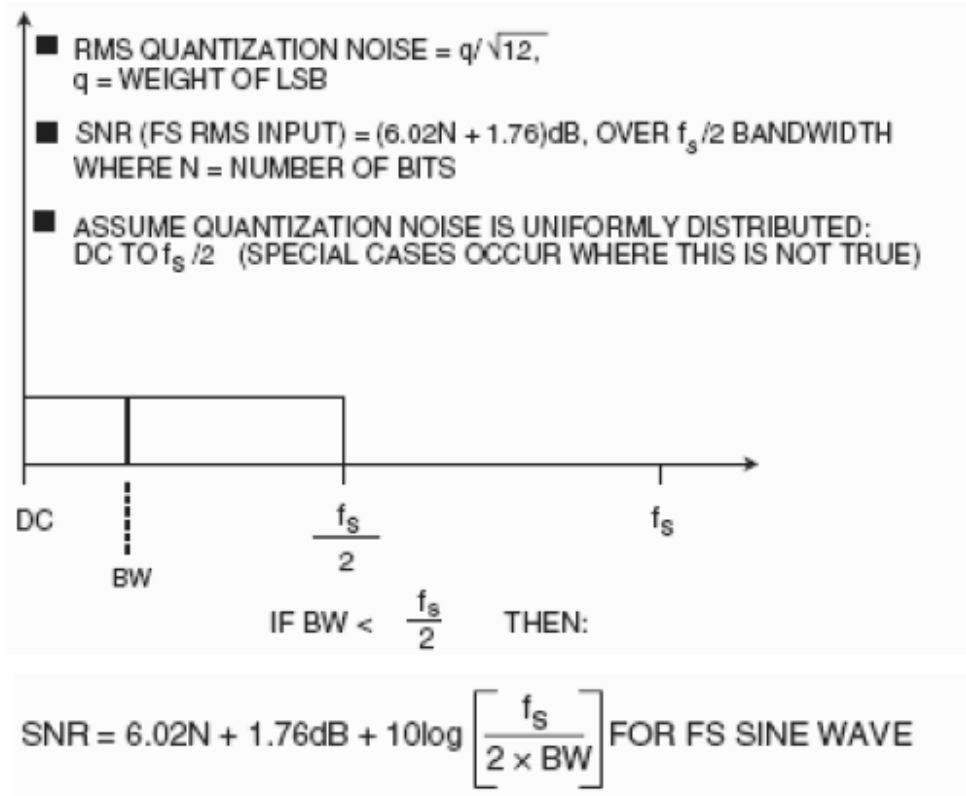 ■ RMS QUANTIZATION NOISE = q/ √12,
q = WEIGHT OF LSB
■ SNR (FS RMS INPUT) = (6.02N + 1.76)dB, OVER fs/2 BANDWIDTH
WHERE N = NUMBER OF BITS
■ ASSUME QUANTIZATION NOISE IS UNIFORMLY DISTRIBUTED:
DC TO fs/2 (SPECIAL CASES OCCUR WHERE THIS IS NOT TRUE)
DC
BW
fs
2
fs
IF BW < fs/2 THEN:
SNR = 6.02N + 1.76dB + 10log [fs / 2 × BW] FOR FS SINE WAVE